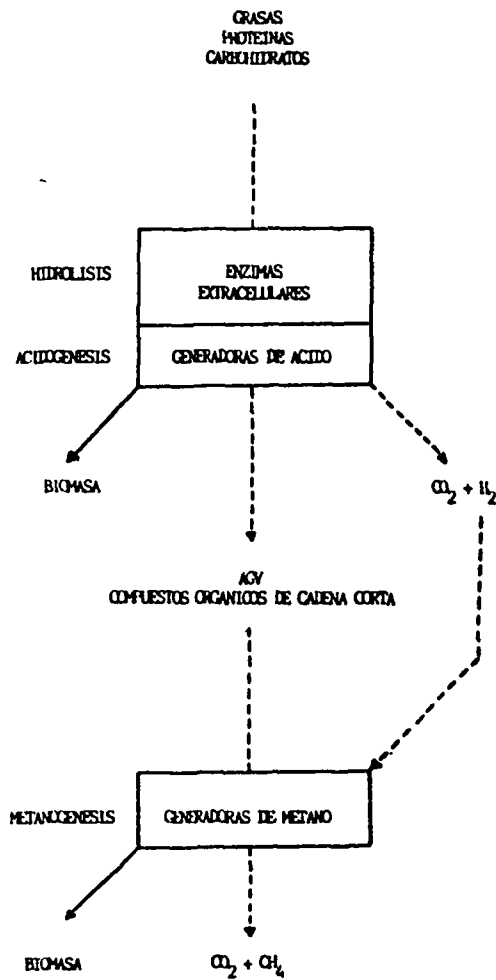 GRASAS
PROTEINAS
CARBOHIDRATOS
HIDROLISIS
ENZIMAS
EXTRACELULARES
ACIDOGENESIS
GENERADORAS DE ACIDO
BIOMASA
CO₂ + H₂
AGV
COMPUESTOS ORGANICOS DE CADENA CORTA
METANOGENESIS
GENERADORAS DE METANO
BIOMASA
CO₂ + CH₄